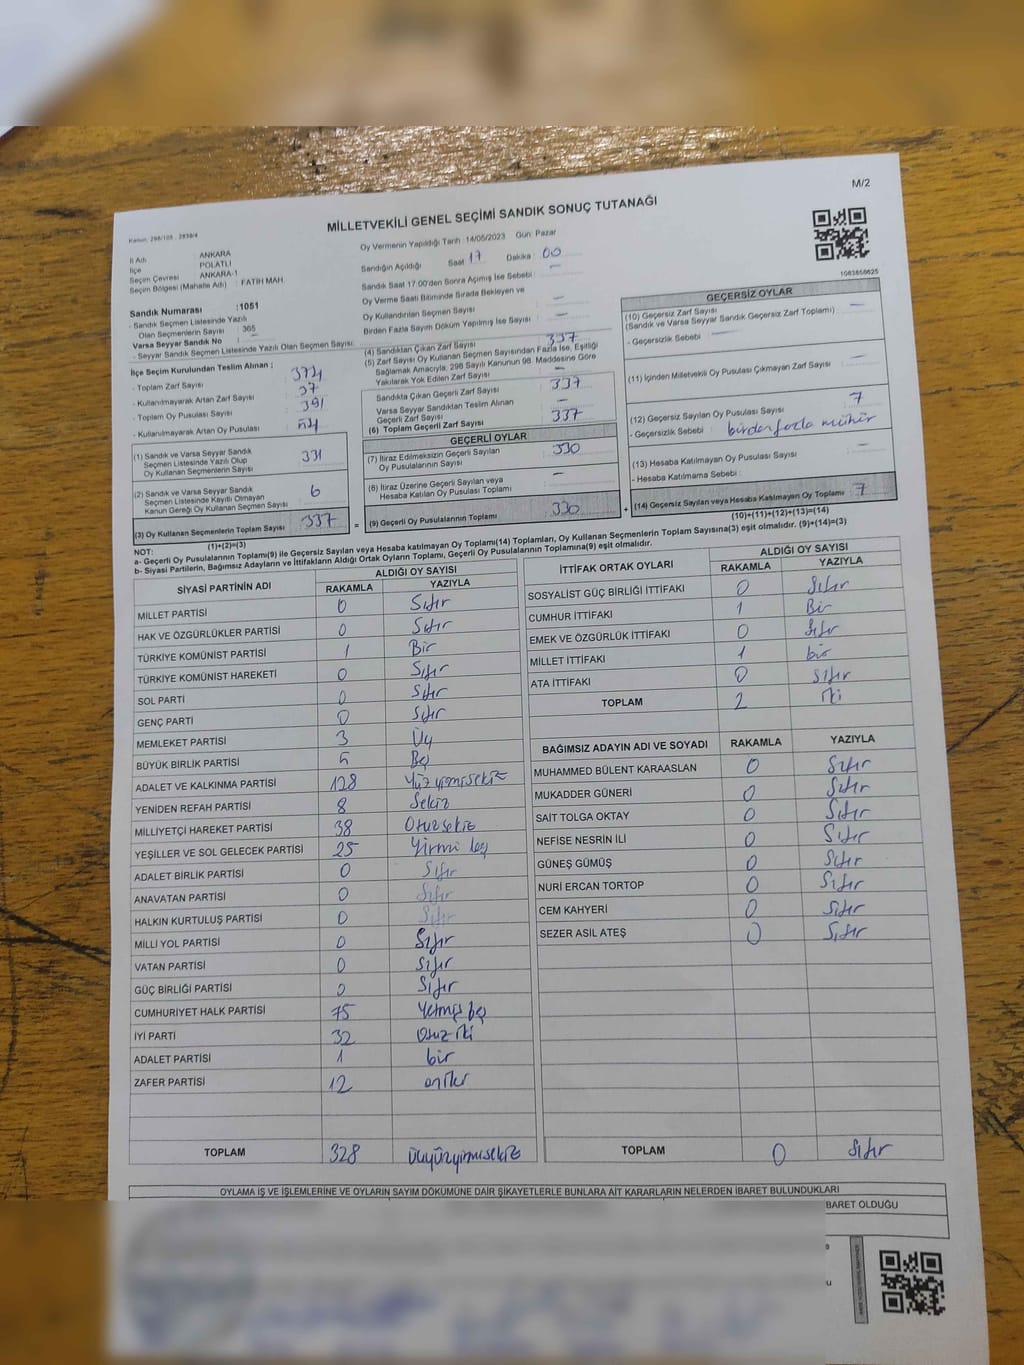 M/2
MİLLETVEKİLİ GENEL SEÇİMİ SANDIK SONUÇ TUTANAĞI
Kanun: 298/105 , 2839/4
Oy Vermenin Yapıldığı Tarih : 14/05/2023 Gün: Pazar
İl Adı ANKARA
İlçe POLATLI
Seçim Çevresi ANKARA-1
Seçim Bölgesi (Mahalle Adı) : FATİH MAH.
Sandığın Açıldığı Saat : 17 Dakika : 00
Sandık Saat 17:00'den Sonra Açılmış İse Sebebi : —
Oy Verme Saati Bitiminde Sırada Bekleyen ve
Oy Kullandırılan Seçmen Sayısı : —
Birden Fazla Sayım Döküm Yapılmış İse Sayısı : —
1083856625
Sandık Numarası :1051
- Sandık Seçmen Listesinde Yazılı
Olan Seçmenlerin Sayısı : 365
Varsa Seyyar Sandık No : —
- Seyyar Sandık Seçmen Listesinde Yazılı Olan Seçmen Sayısı:
İlçe Seçim Kurulundan Teslim Alınan ;
- Toplam Zarf Sayısı : 374
- Kullanılmayarak Artan Zarf Sayısı : 37
- Toplam Oy Pusulası Sayısı : 391
- Kullanılmayarak Artan Oy Pusulası : 54
(1) Sandık ve Varsa Seyyar Sandık
Seçmen Listesinde Yazılı Olup
Oy Kullanan Seçmenlerin Sayısı 331
(2) Sandık ve Varsa Seyyar Sandık
Seçmen Listesinde Kayıtlı Olmayan
Kanun Gereği Oy Kullanan Seçmen Sayısı 6
(3) Oy Kullanan Seçmenlerin Toplam Sayısı 337
(1)+(2)=(3)
(4) Sandıktan Çıkan Zarf Sayısı 337
(5) Zarf Sayısı Oy Kullanan Seçmen Sayısından Fazla İse, Eşitliği
Sağlamak Amacıyla, 298 Sayılı Kanunun 98. Maddesine Göre
Yakılarak Yok Edilen Zarf Sayısı : —
Sandıkta Çıkan Geçerli Zarf Sayısı : 337
Varsa Seyyar Sandıktan Teslim Alınan
Geçerli Zarf Sayısı : —
(6) Toplam Geçerli Zarf Sayısı : 337
GEÇERLİ OYLAR
(7) İtiraz Edilmeksizin Geçerli Sayılan
Oy Pusulalarının Sayısı 330
(8) İtiraz Üzerine Geçerli Sayılan veya
Hesaba Katılan Oy Pusulası Toplamı —
= (9) Geçerli Oy Pusulalarının Toplamı 330 +
GEÇERSİZ OYLAR
(10) Geçersiz Zarf Sayısı : —
(Sandık ve Varsa Seyyar Sandık Geçersiz Zarf Toplamı)
- Geçersizlik Sebebi : —
(11) İçinden Milletvekili Oy Pusulası Çıkmayan Zarf Sayısı : —
(12) Geçersiz Sayılan Oy Pusulası Sayısı : 7
- Geçersizlik Sebebi : birden fazla mühür
(13) Hesaba Katılmayan Oy Pusulası Sayısı : —
- Hesaba Katılmama Sebebi :
(14) Geçersiz Sayılan veya Hesaba Katılmayan Oy Toplamı : 7
(10)+(11)+(12)+(13)=(14)
NOT:
a- Geçerli Oy Pusulalarının Toplamı(9) ile Geçersiz Sayılan veya Hesaba katılmayan Oy Toplamı(14) Toplamları, Oy Kullanan Seçmenlerin Toplam Sayısına(3) eşit olmalıdır. (9)+(14)=(3)
b- Siyasi Partilerin, Bağımsız Adayların ve İttifakların Aldığı Ortak Oyların Toplamı, Geçerli Oy Pusulalarının Toplamına(9) eşit olmalıdır.
SİYASİ PARTİNİN ADI ALDIĞI OY SAYISI
RAKAMLA YAZIYLA
MİLLET PARTİSİ 0 Sıfır
HAK VE ÖZGÜRLÜKLER PARTİSİ 0 Sıfır
TÜRKİYE KOMÜNİST PARTİSİ 1 Bir
TÜRKİYE KOMÜNİST HAREKETİ 0 Sıfır
SOL PARTİ 0 Sıfır
GENÇ PARTİ 0 Sıfır
MEMLEKET PARTİSİ 3 Üç
BÜYÜK BİRLİK PARTİSİ 5 Beş
ADALET VE KALKINMA PARTİSİ 128 Yüz yirmisekiz
YENİDEN REFAH PARTİSİ 8 Sekiz
MİLLİYETÇİ HAREKET PARTİSİ 38 Otuzsekiz
YEŞİLLER VE SOL GELECEK PARTİSİ 25 Yirmi beş
ADALET BİRLİK PARTİSİ 0 Sıfır
ANAVATAN PARTİSİ 0 Sıfır
HALKIN KURTULUŞ PARTİSİ 0 Sıfır
MİLLİ YOL PARTİSİ 0 Sıfır
VATAN PARTİSİ 0 Sıfır
GÜÇ BİRLİĞİ PARTİSİ 0 Sıfır
CUMHURİYET HALK PARTİSİ 75 Yetmiş beş
İYİ PARTİ 32 Otuz iki
ADALET PARTİSİ 1 bir
ZAFER PARTİSİ 12 oniki
TOPLAM 328 üçyüzyirmisekiz
İTTİFAK ORTAK OYLARI ALDIĞI OY SAYISI
RAKAMLA YAZIYLA
SOSYALİST GÜÇ BİRLİĞİ İTTİFAKI 0 Sıfır
CUMHUR İTTİFAKI 1 Bir
EMEK VE ÖZGÜRLÜK İTTİFAKI 0 Sıfır
MİLLET İTTİFAKI 1 bir
ATA İTTİFAKI 0 Sıfır
TOPLAM 2 iki
BAĞIMSIZ ADAYIN ADI VE SOYADI RAKAMLA YAZIYLA
MUHAMMED BÜLENT KARAASLAN 0 Sıfır
MUKADDER GÜNERİ 0 Sıfır
SAİT TOLGA OKTAY 0 Sıfır
NEFİSE NESRİN İLİ 0 Sıfır
GÜNEŞ GÜMÜŞ 0 Sıfır
NURİ ERCAN TORTOP 0 Sıfır
CEM KAHYERİ 0 Sıfır
SEZER ASİL ATEŞ 0 Sıfır
TOPLAM 0 Sıfır
OYLAMA İŞ VE İŞLEMLERİNE VE OYLARIN SAYIM DÖKÜMÜNE DAİR ŞİKAYETLERLE BUNLARA AİT KARARLARIN NELERDEN İBARET BULUNDUKLARI
BARET OLDUĞU